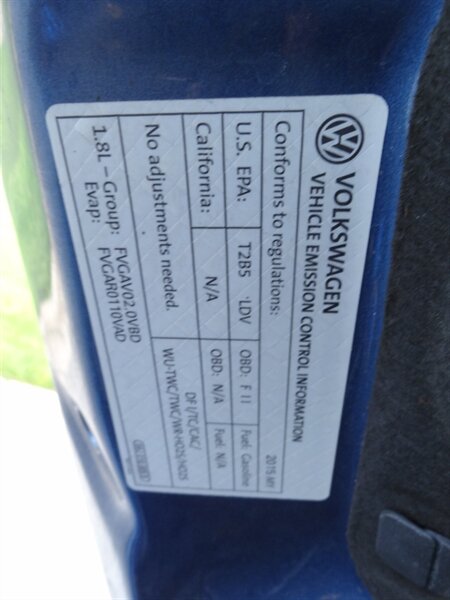 VOLKSWAGEN
VEHICLE EMISSION CONTROL INFORMATION
Conforms to regulations: 2015 MY
U.S. EPA: T2B5 LDV OBD: F II Fuel: Gasoline
California: N/A OBD: N/A Fuel: N/A
No adjustments needed. DFI/TC/CAC/
WU-TWC/TWC/WR-HO2S/HO2S
1.8L – Group: FVGAV02.0VBD
Evap: FVGAR0110VAD